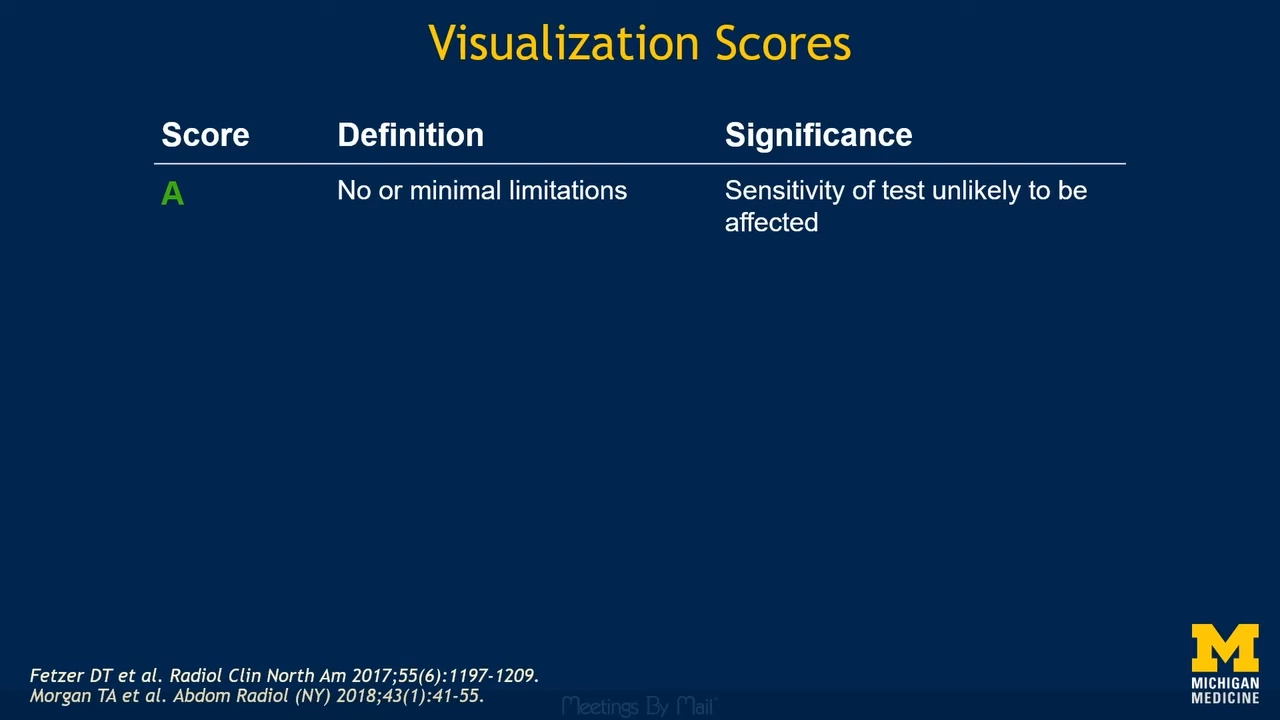 Visualization Scores
Score Definition Significance
A No or minimal limitations Sensitivity of test unlikely to be
affected
Fetzer DT et al. Radiol Clin North Am 2017;55(6):1197-1209.
Morgan TA et al. Abdom Radiol (NY) 2018;43(1):41-55.
Meetings By Mail
M
MICHIGAN
MEDICINE